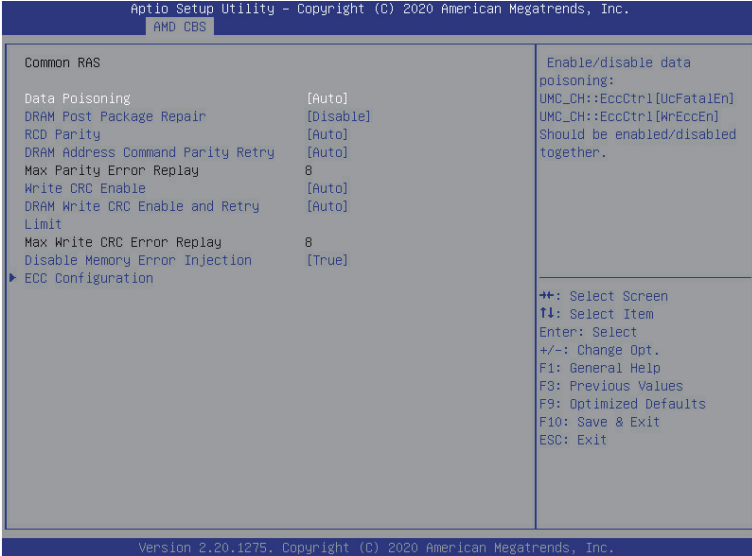 Aptio Setup Utility – Copyright (C) 2020 American Megatrends, Inc.
AMD CBS
Common RAS
Data Poisoning [Auto]
DRAM Post Package Repair [Disable]
RCD Parity [Auto]
DRAM Address Command Parity Retry [Auto]
Max Parity Error Replay 8
Write CRC Enable [Auto]
DRAM Write CRC Enable and Retry [Auto]
Limit
Max Write CRC Error Replay 8
Disable Memory Error Injection [True]
ECC Configuration
Enable/disable data
poisoning:
UMC_CH::EccCtrl[UcFatalEn]
UMC_CH::EccCtrl[WrEccEn]
Should be enabled/disabled
together.
→←: Select Screen
↑↓: Select Item
Enter: Select
+/-: Change Opt.
F1: General Help
F3: Previous Values
F9: Optimized Defaults
F10: Save & Exit
ESC: Exit
Version 2.20.1275. Copyright (C) 2020 American Megatrends, Inc.